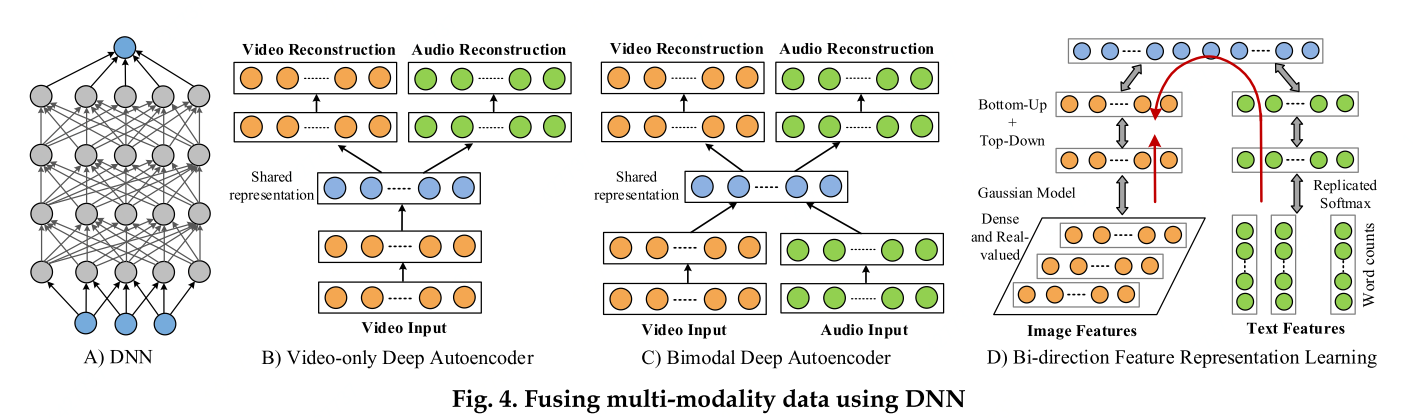 Video Reconstruction Audio Reconstruction
Shared
representation
Video Input
Video Reconstruction Audio Reconstruction
Shared
representation
Video Input Audio Input
Bottom-Up
+
Top-Down
Gaussian Model
Dense
and Real-
valued
Replicated
Softmax
Word counts
Image Features Text Features
A) DNN
B) Video-only Deep Autoencoder
C) Bimodal Deep Autoencoder
D) Bi-direction Feature Representation Learning
Fig. 4. Fusing multi-modality data using DNN